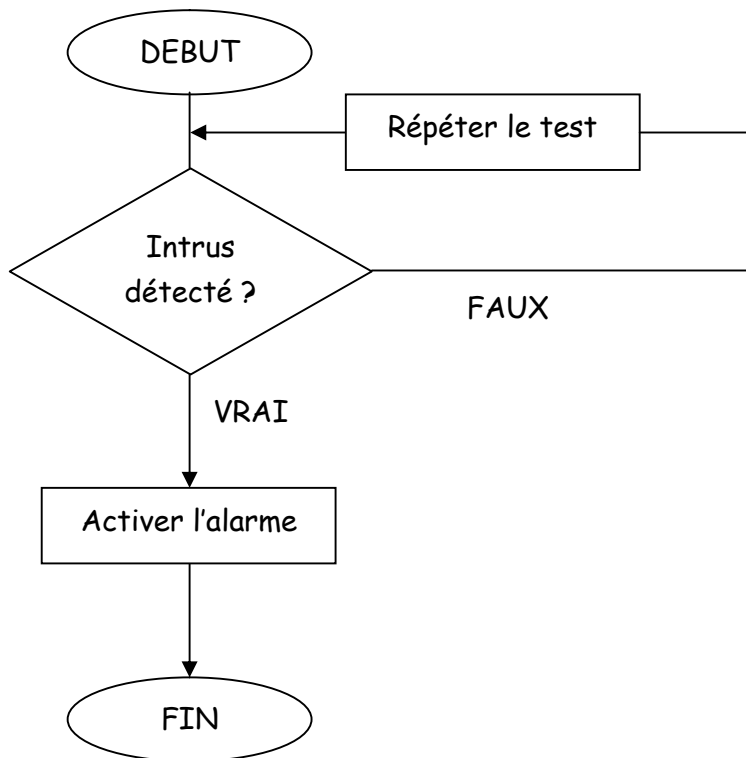 DEBUT
Répéter le test
Intrus
détecté ?
FAUX
VRAI
Activer l'alarme
FIN